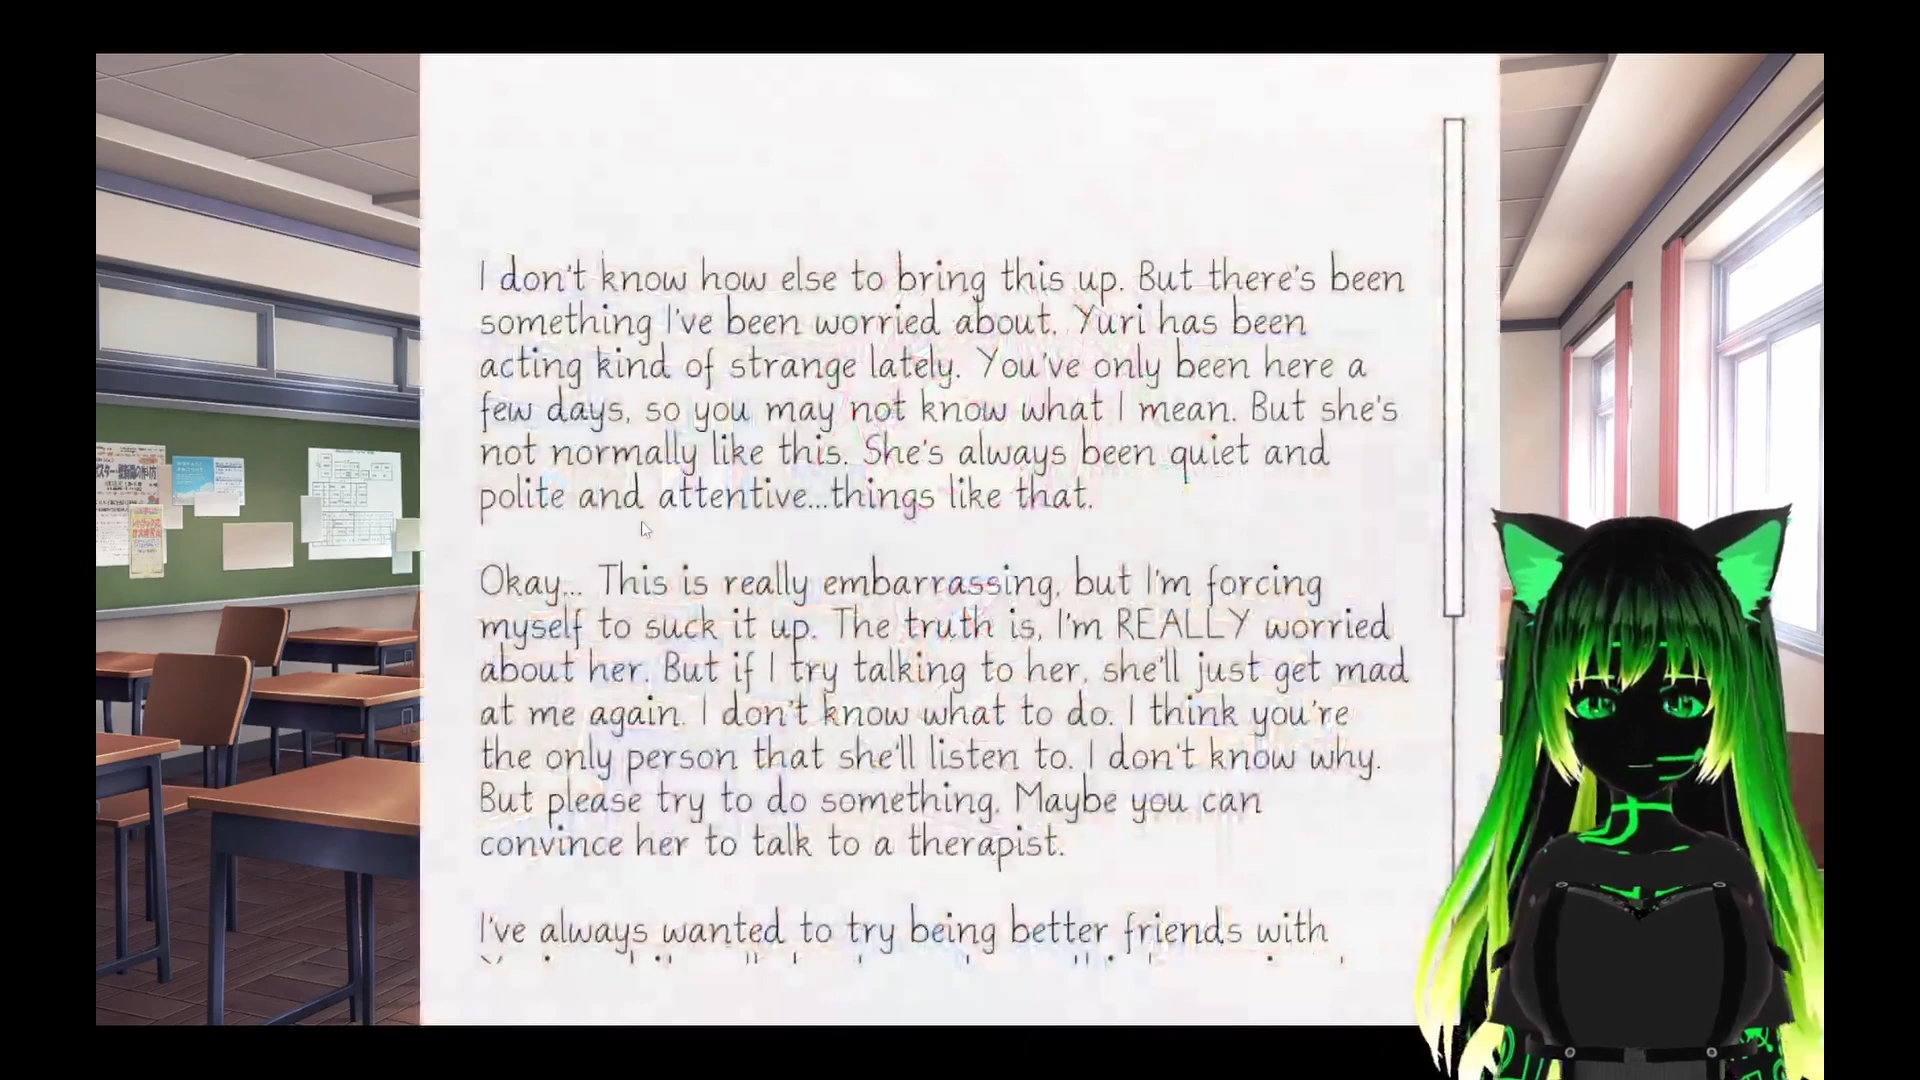 I don't know how else to bring this up. But there's been
something I've been worried about. Yuri has been
acting kind of strange lately. You've only been here a
few days, so you may not know what I mean. But she's
not normally like this. She's always been quiet and
polite and attentive...things like that.
Okay... This is really embarrassing, but I'm forcing
myself to suck it up. The truth is, I'm REALLY worried
about her. But if I try talking to her, she'll just get mad
at me again. I don't know what to do. I think you're
the only person that she'll listen to. I don't know why.
But please try to do something. Maybe you can
convince her to talk to a therapist.
I've always wanted to try being better friends with